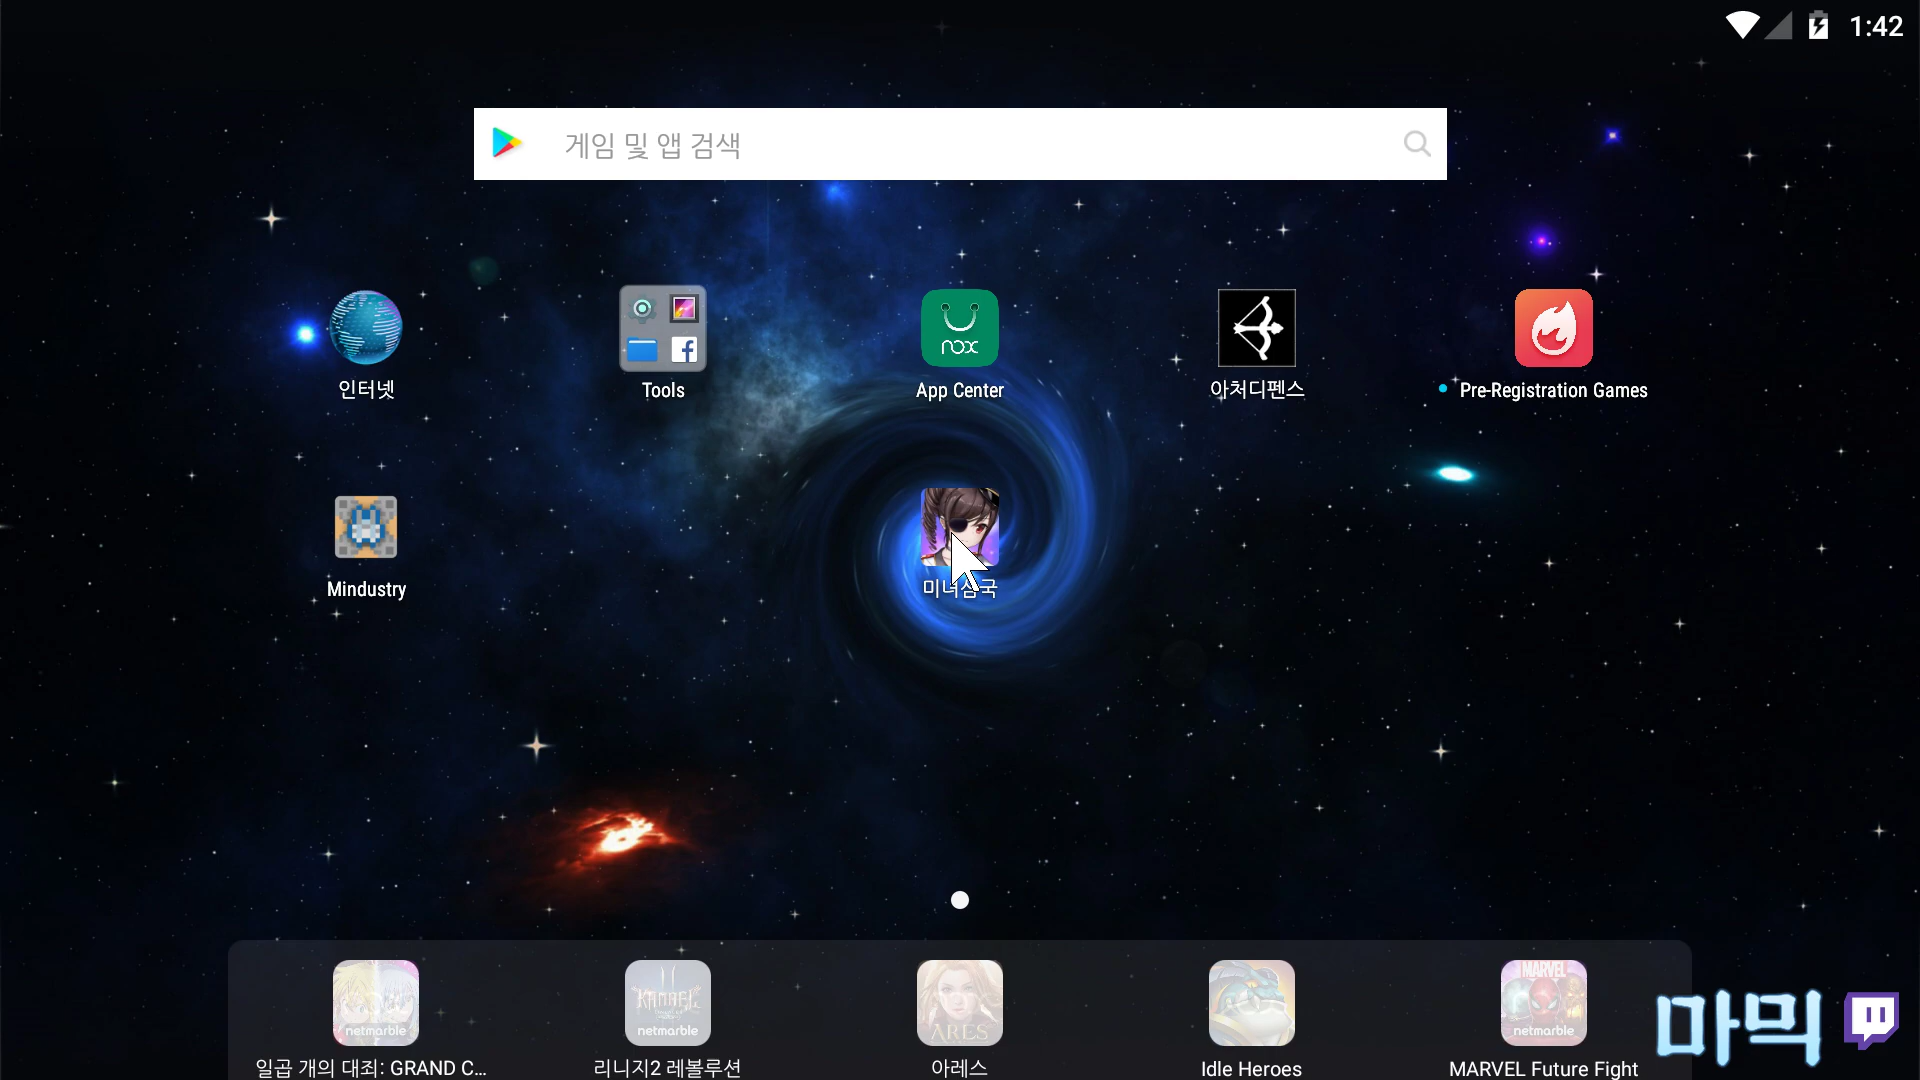 1:42
게임 및 앱 검색
nox
인터넷
Tools
App Center
아처디펜스
Pre-Registration Games
Mindustry
미녀삼국
netmarble
netmarble
ARES
MARVEL
netmarble
마믜
일곱 개의 대죄: GRAND C...
리니지2 레볼루션
아레스
Idle Heroes
MARVEL Future Fight